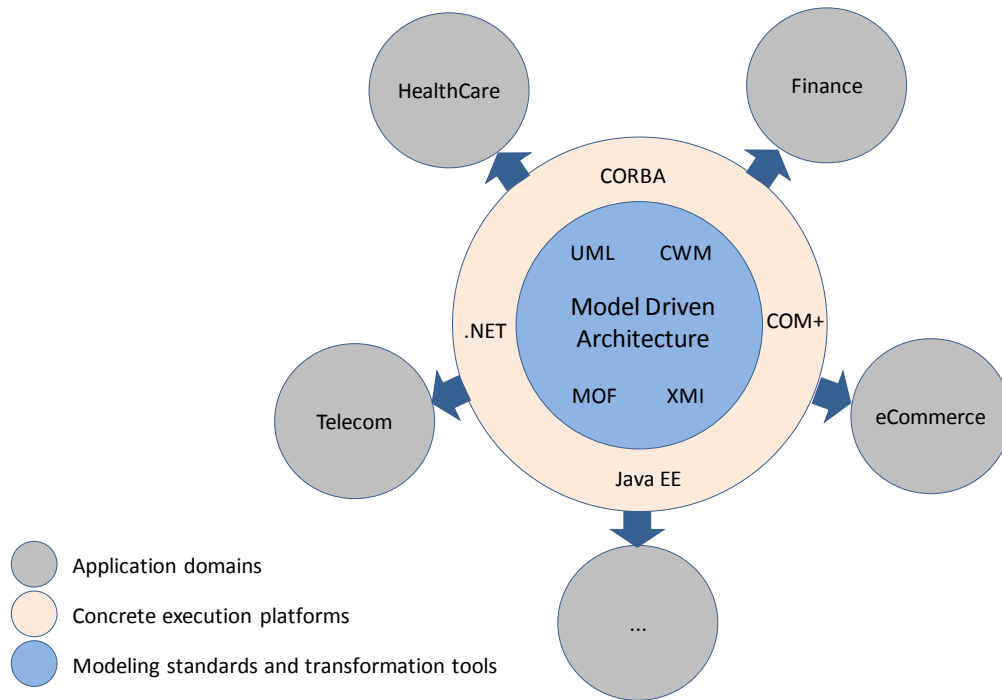 HealthCare
Finance
CORBA
UML
CWM
Model Driven
Architecture
.NET
COM+
MOF
XMI
Telecom
eCommerce
Java EE
...
Application domains
Concrete execution platforms
Modeling standards and transformation tools